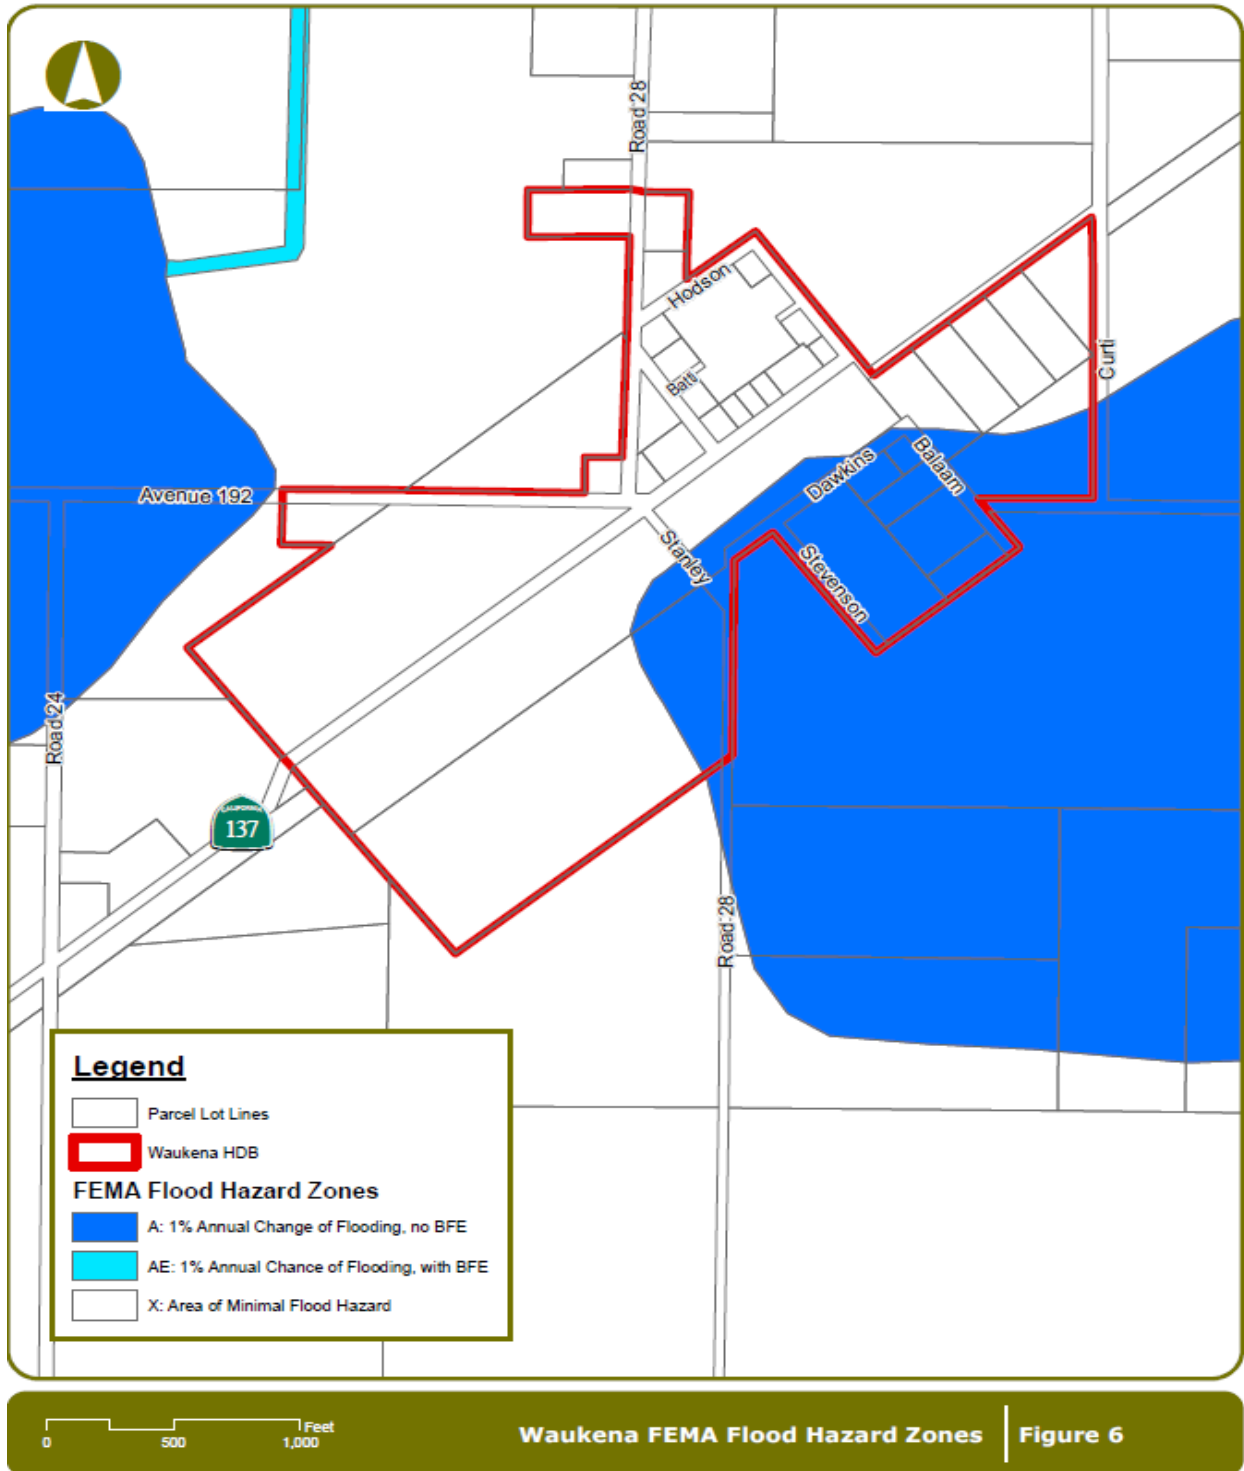 Road 28
Hodson
Batti
Curti
Avenue 192
Dawkins
Balaam
Stanley
Stevenson
Road 24
CALIFORNIA
137
Road 28
Legend
Parcel Lot Lines
Waukena HDB
FEMA Flood Hazard Zones
A: 1% Annual Change of Flooding, no BFE
AE: 1% Annual Chance of Flooding, with BFE
X: Area of Minimal Flood Hazard
Feet
0 500 1,000
Waukena FEMA Flood Hazard Zones Figure 6